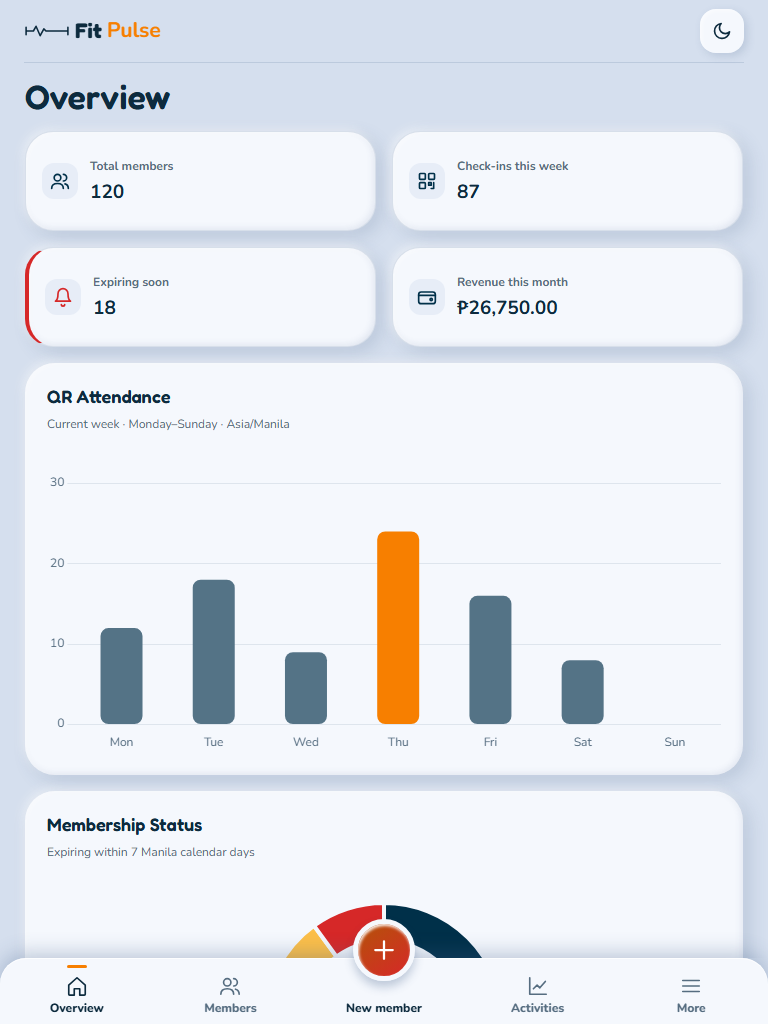 Fit Pulse
Overview
Total members
120
Check-ins this week
87
Expiring soon
18
Revenue this month
₱26,750.00
QR Attendance
Current week · Monday–Sunday · Asia/Manila
30
20
10
0
Mon Tue Wed Thu Fri Sat Sun
Membership Status
Expiring within 7 Manila calendar days
Overview Members New member Activities More